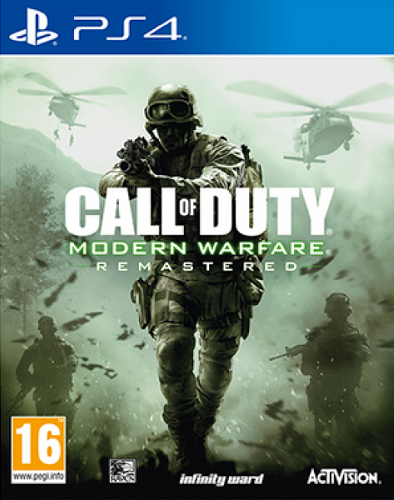 PS4
CALL OF DUTY
MODERN WARFARE
REMASTERED
16
www.pegi.info
infinity ward
ACTIVISION